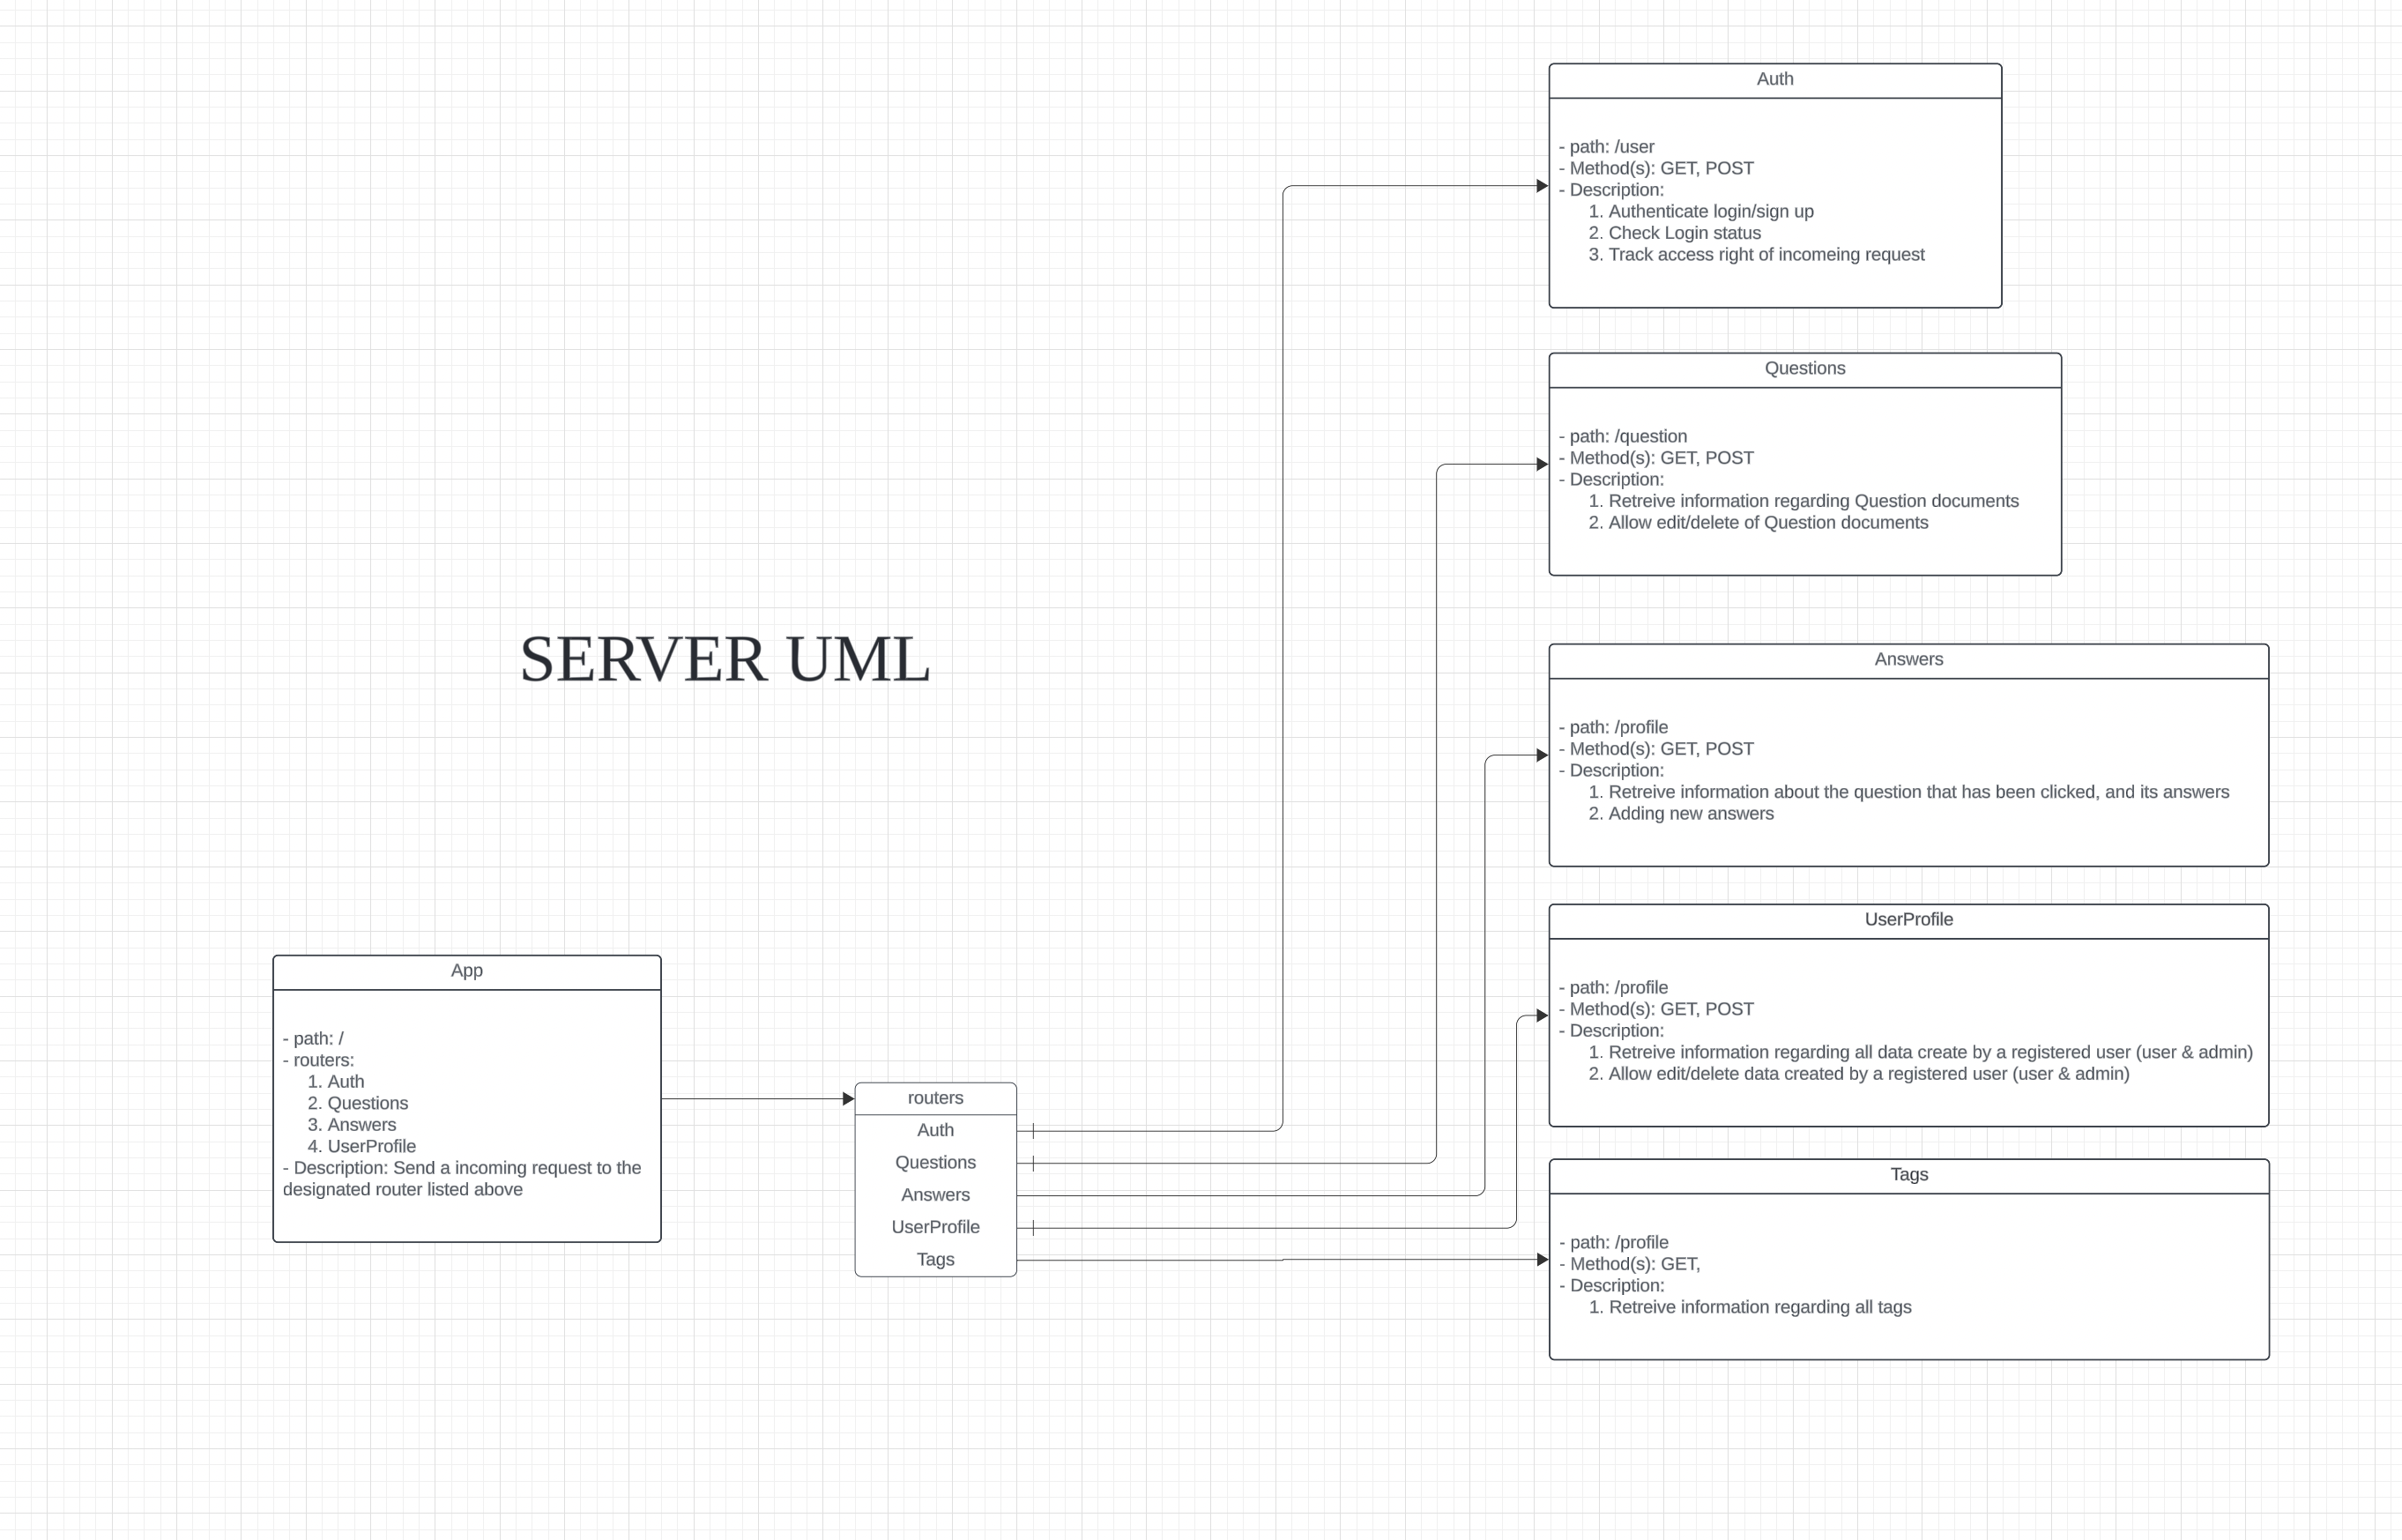 SERVER UML
App
- path: /
- routers:
1. Auth
2. Questions
3. Answers
4. UserProfile
- Description: Send a incoming request to the
designated router listed above
routers
Auth
Questions
Answers
UserProfile
Tags
Auth
- path: /user
- Method(s): GET, POST
- Description:
1. Authenticate login/sign up
2. Check Login status
3. Track access right of incomeing request
Questions
- path: /question
- Method(s): GET, POST
- Description:
1. Retreive information regarding Question documents
2. Allow edit/delete of Question documents
Answers
- path: /profile
- Method(s): GET, POST
- Description:
1. Retreive information about the question that has been clicked, and its answers
2. Adding new answers
UserProfile
- path: /profile
- Method(s): GET, POST
- Description:
1. Retreive information regarding all data create by a registered user (user & admin)
2. Allow edit/delete data created by a registered user (user & admin)
Tags
- path: /profile
- Method(s): GET,
- Description:
1. Retreive information regarding all tags